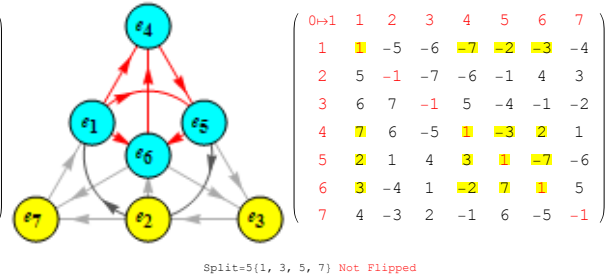 e4
e1
e5
e6
e7
e2
e3
0↦1 1 2 3 4 5 6 7
1 1 −5 −6 −7 −2 −3 −4
2 5 −1 −7 −6 −1 4 3
3 6 7 −1 5 −4 −1 −2
4 7 6 −5 1 −3 2 1
5 2 1 4 3 1 −7 −6
6 3 −4 1 −2 7 1 5
7 4 −3 2 −1 6 −5 −1
Split=5{1, 3, 5, 7} Not Flipped